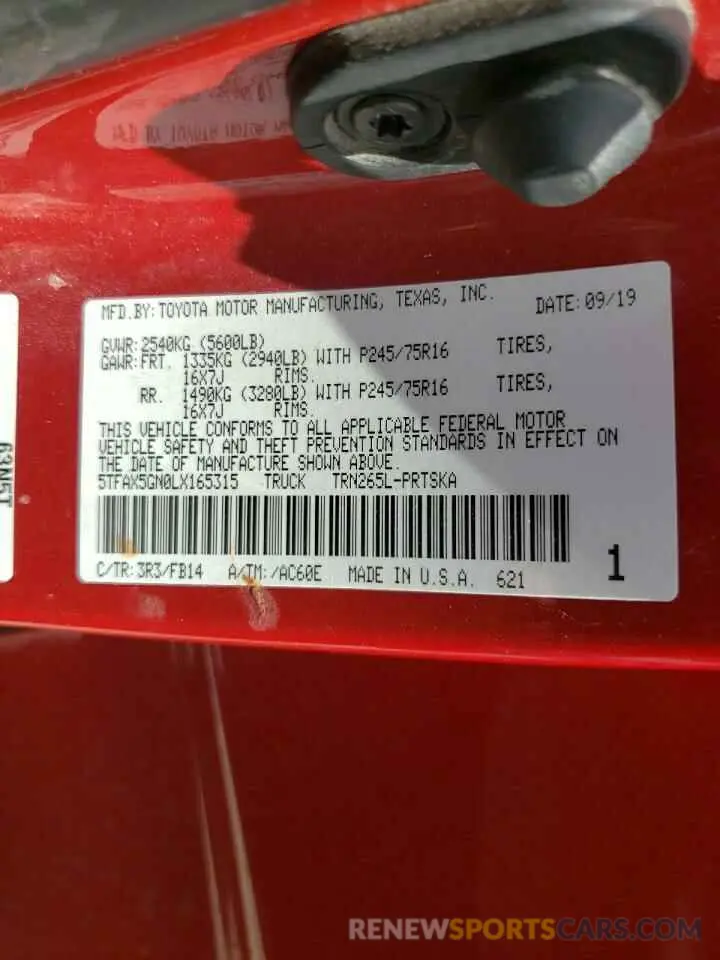 MFD.BY:TOYOTA MOTOR MANUFACTURING, TEXAS, INC. DATE:09/19
GVWR:2540KG (5600LB)
GAWR:FRT. 1335KG (2940LB) WITH P245/75R16 TIRES,
16X7J RIMS.
RR. 1490KG (3280LB) WITH P245/75R16 TIRES,
16X7J RIMS.
THIS VEHICLE CONFORMS TO ALL APPLICABLE FEDERAL MOTOR
VEHICLE SAFETY AND THEFT PREVENTION STANDARDS IN EFFECT ON
THE DATE OF MANUFACTURE SHOWN ABOVE.
5TFAX5GN0LX165315 TRUCK TRN265L-PRTSKA
C/TR:3R3/FB14 A/TM:/AC60E MADE IN U.S.A. 621 1
63N5T
RENEWSPORTSCARS.COM